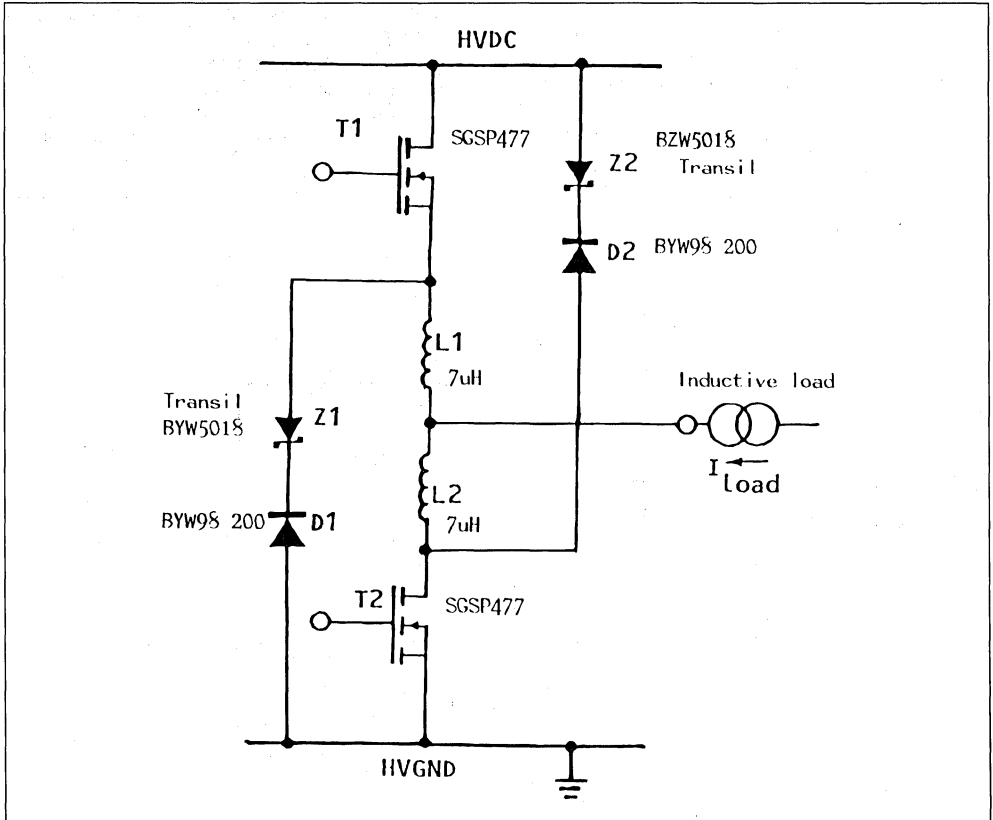 HVDC
T1
SGSP477
BZW5018
Z2
Transil
D2
BYW98 200
L1
7uH
Inductive load
Transil
BYW5018
Z1
I Load
L2
7uH
BYW98 200
D1
T2
SGSP477
HVGND